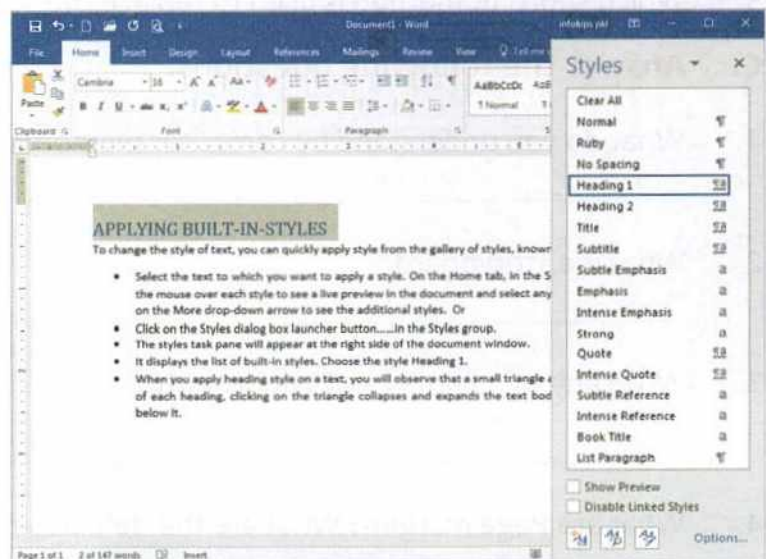 Document1 - Word
infokips pkl
File Home Insert Design Layout References Mailings Review View Tell me
Paste
Cambria 16
Clipboard Font Paragraph
AaBbCcDc
1 Normal
APPLYING BUILT-IN-STYLES
To change the style of text, you can quickly apply style from the gallery of styles, known
Select the text to which you want to apply a style. On the Home tab, in the S
the mouse over each style to see a live preview in the document and select any
on the More drop-down arrow to see the additional styles. Or
Click on the Styles dialog box launcher button......in the Styles group.
The styles task pane will appear at the right side of the document window.
It displays the list of built-in styles. Choose the style Heading 1.
When you apply heading style on a text, you will observe that a small triangle a
of each heading, clicking on the triangle collapses and expands the text bod
below it.
Page 1 of 1 2 of 147 words Insert
Styles
Clear All
Normal
Ruby
No Spacing
Heading 1
Heading 2
Title
Subtitle
Subtle Emphasis
Emphasis
Intense Emphasis
Strong
Quote
Intense Quote
Subtle Reference
Intense Reference
Book Title
List Paragraph
Show Preview
Disable Linked Styles
Options...